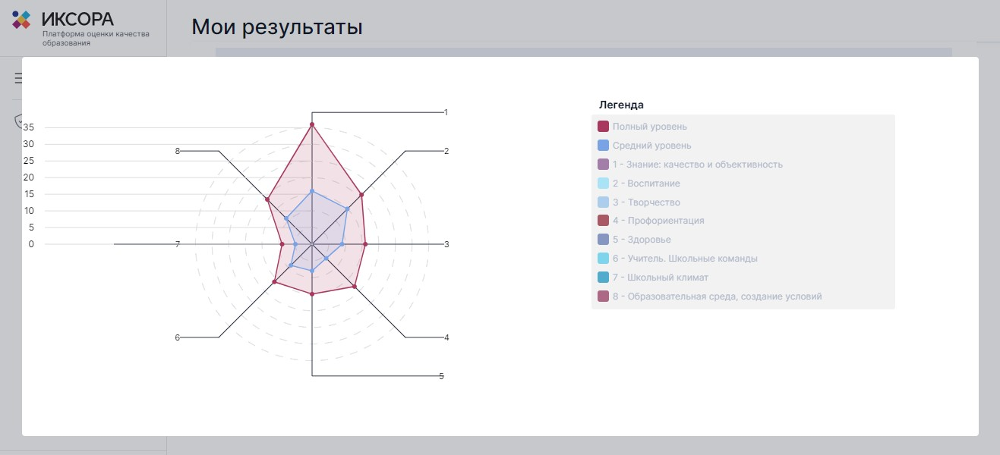 ИКСОРА
Платформа оценки качества
образования
Мои результаты
35
30
25
20
15
10
5
0
1
2
3
4
5
6
7
8
Легенда
Полный уровень
Средний уровень
1 - Знание: качество и объективность
2 - Воспитание
3 - Творчество
4 - Профориентация
5 - Здоровье
6 - Учитель. Школьные команды
7 - Школьный климат
8 - Образовательная среда, создание условий